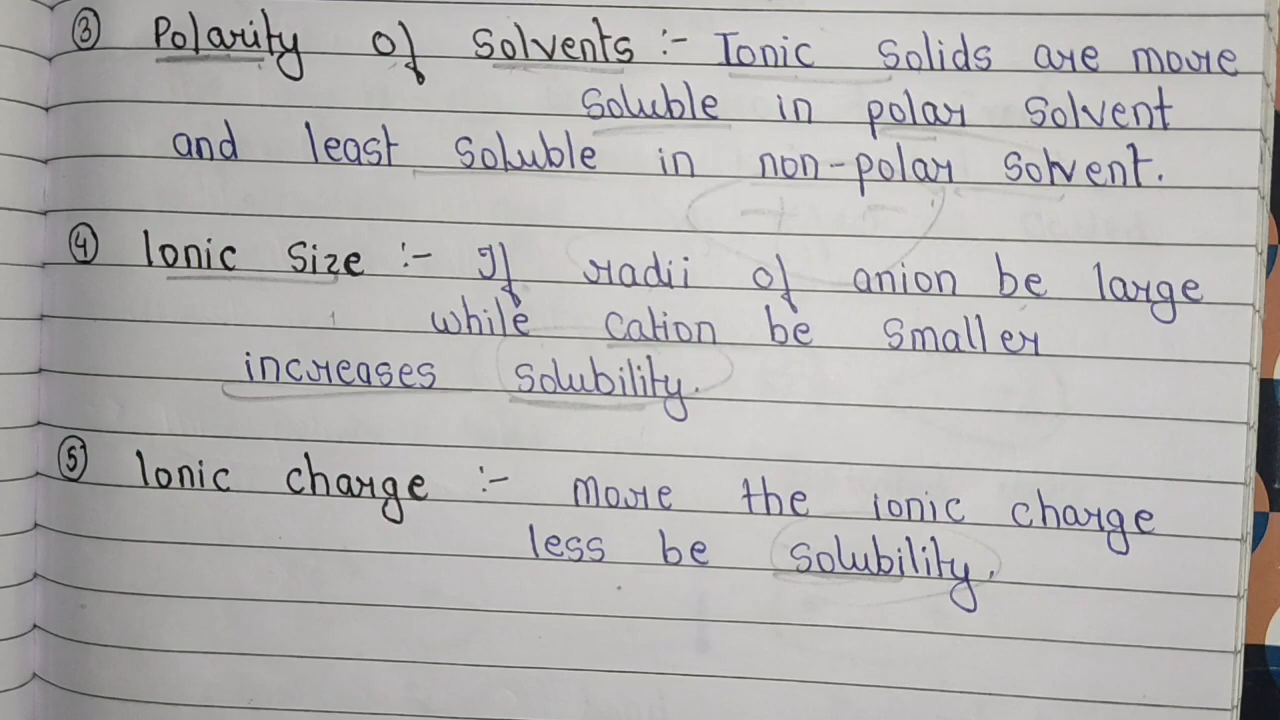 ③ Polarity of Solvents :- Ionic Solids are more
Soluble in polar Solvent
and least soluble in non-polar Solvent.
④ Ionic Size :- If radii of anion be large
while cation be smaller
increases solubility.
⑤ Ionic charge :- more the ionic charge
less be solubility.